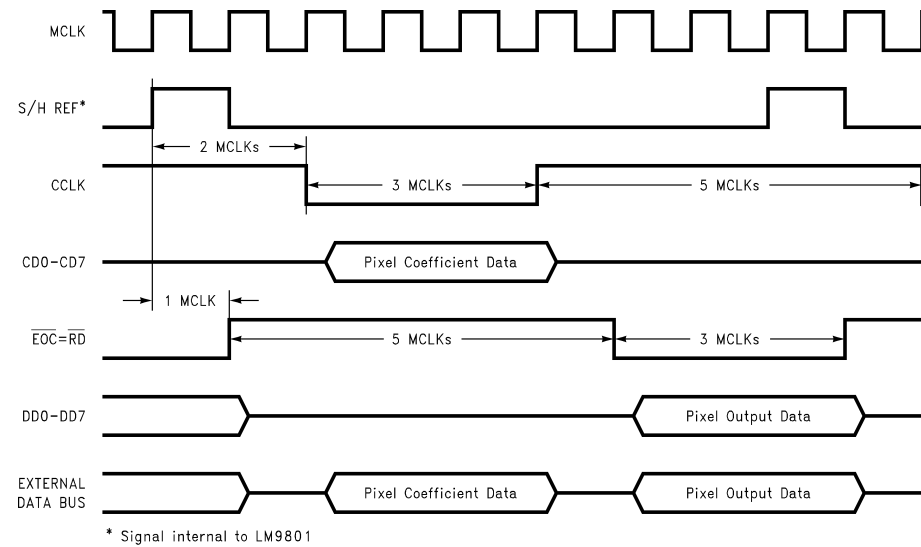 MCLK
S/H REF*
2 MCLKs
CCLK
3 MCLKs
5 MCLKs
CD0-CD7
Pixel Coefficient Data
1 MCLK
EOC=RD
5 MCLKs
3 MCLKs
DD0-DD7
Pixel Output Data
EXTERNAL
DATA BUS
Pixel Coefficient Data
Pixel Output Data
* Signal internal to LM9801